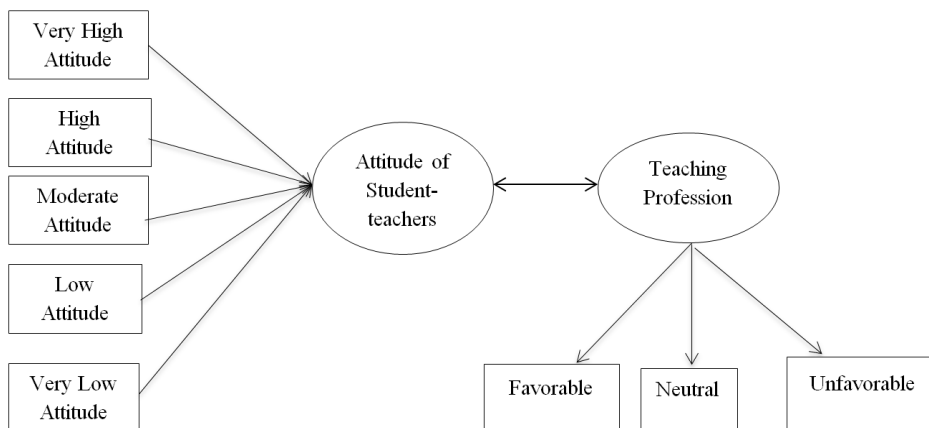 Very High
Attitude
High
Attitude
Moderate
Attitude
Low
Attitude
Very Low
Attitude
Attitude of
Student-
teachers
Teaching
Profession
Favorable
Neutral
Unfavorable